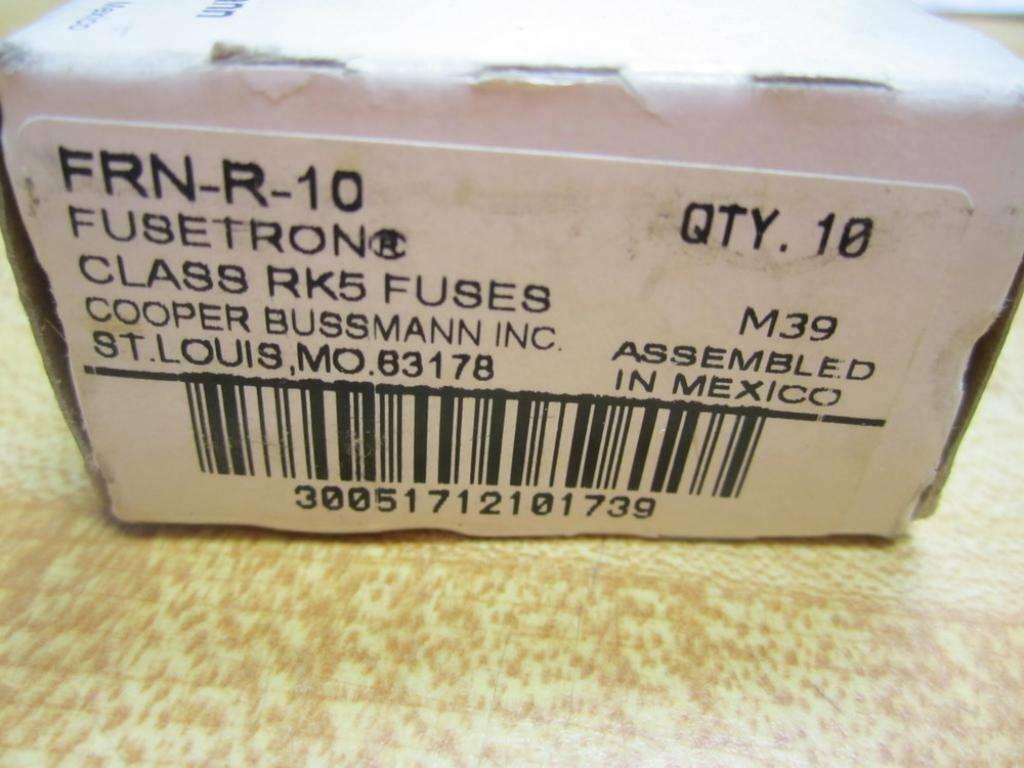 Mexico
FRN-R-10
QTY. 10
FUSETRON®
CLASS RK5 FUSES
COOPER BUSSMANN INC.
M39
ST.LOUIS,MO.63178
ASSEMBLED
IN MEXICO
30051712101739